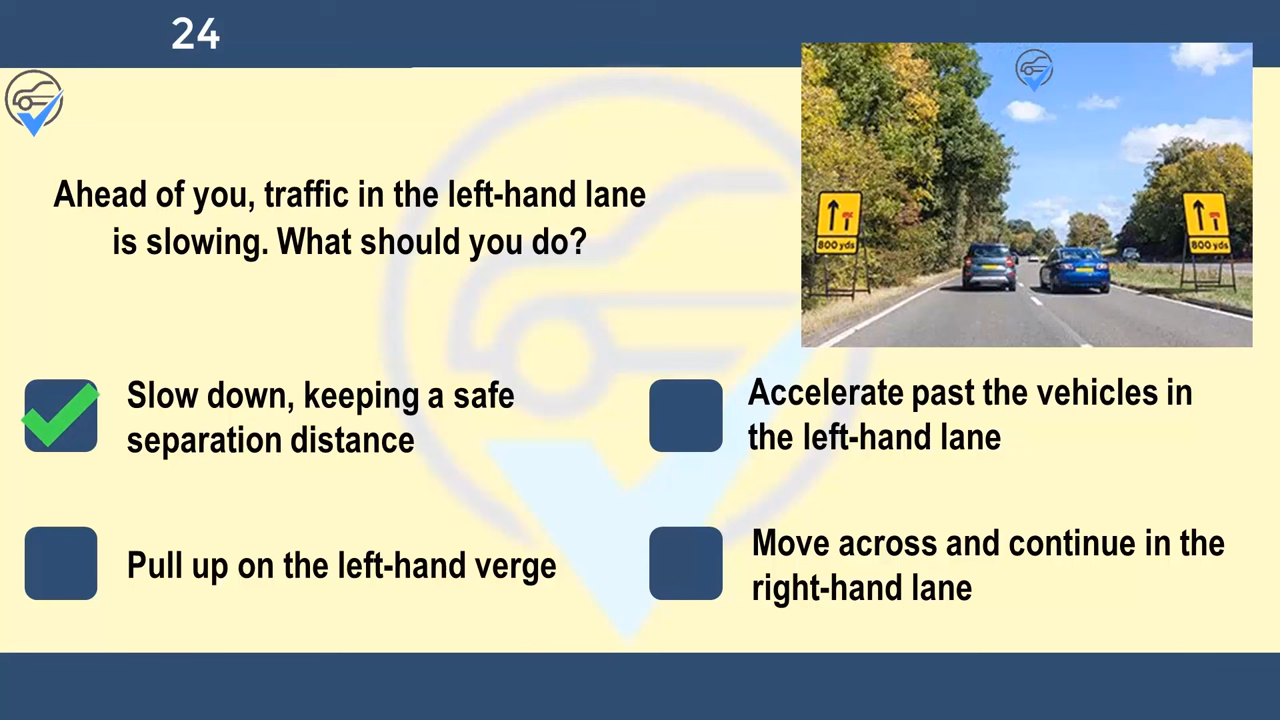 24
Ahead of you, traffic in the left-hand lane
is slowing. What should you do?
800 yds
800 yds
Slow down, keeping a safe
separation distance
Accelerate past the vehicles in
the left-hand lane
Pull up on the left-hand verge
Move across and continue in the
right-hand lane